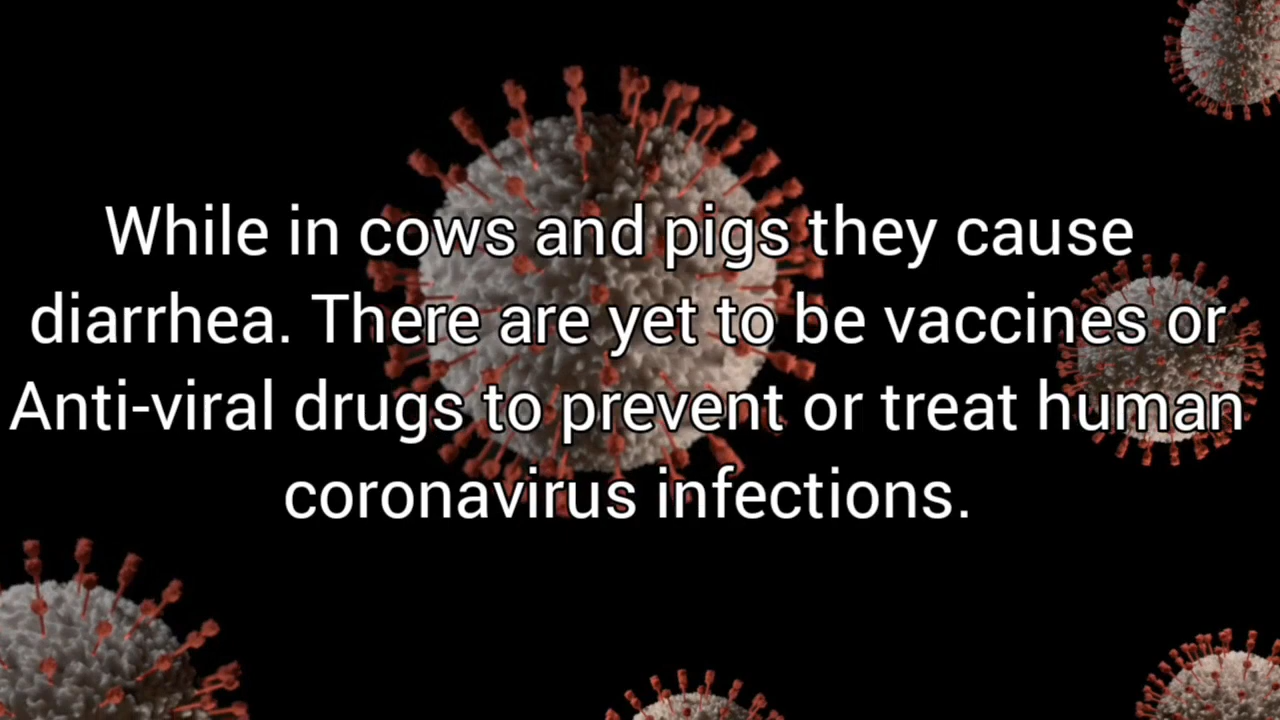 While in cows and pigs they cause
diarrhea. There are yet to be vaccines or
Anti-viral drugs to prevent or treat human
coronavirus infections.